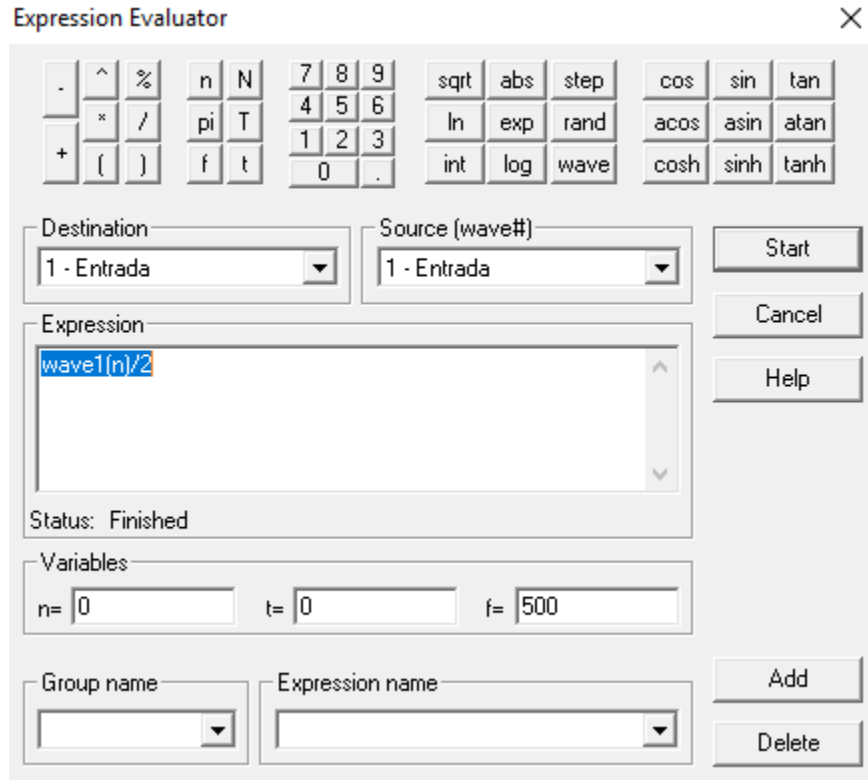 Expression Evaluator
- ^ % n N 7 8 9 sqrt abs step cos sin tan
* / pi T 4 5 6 ln exp rand acos asin atan
+ ( ) f t 1 2 3 int log wave cosh sinh tanh
0 .
Destination Source (wave#)
1 - Entrada 1 - Entrada Start
Expression Cancel
wave1(n)/2
Help
Status: Finished
Variables
n= 0 t= 0 f= 500
Group name Expression name Add
Delete